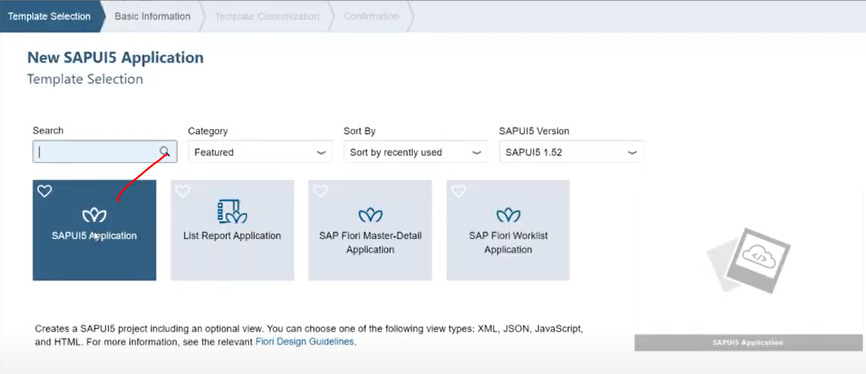 Template Selection
Basic Information
Template Customization
Confirmation
New SAPUI5 Application
Template Selection
Search
Category
Sort By
SAPUI5 Version
Featured
Sort by recently used
SAPUI5 1.52
SAPUI5 Application
List Report Application
SAP Fiori Master-Detail
Application
SAP Fiori Worklist
Application
Creates a SAPUI5 project including an optional view. You can choose one of the following view types: XML, JSON, JavaScript,
and HTML. For more information, see the relevant Fiori Design Guidelines.
SAPUI5 Application